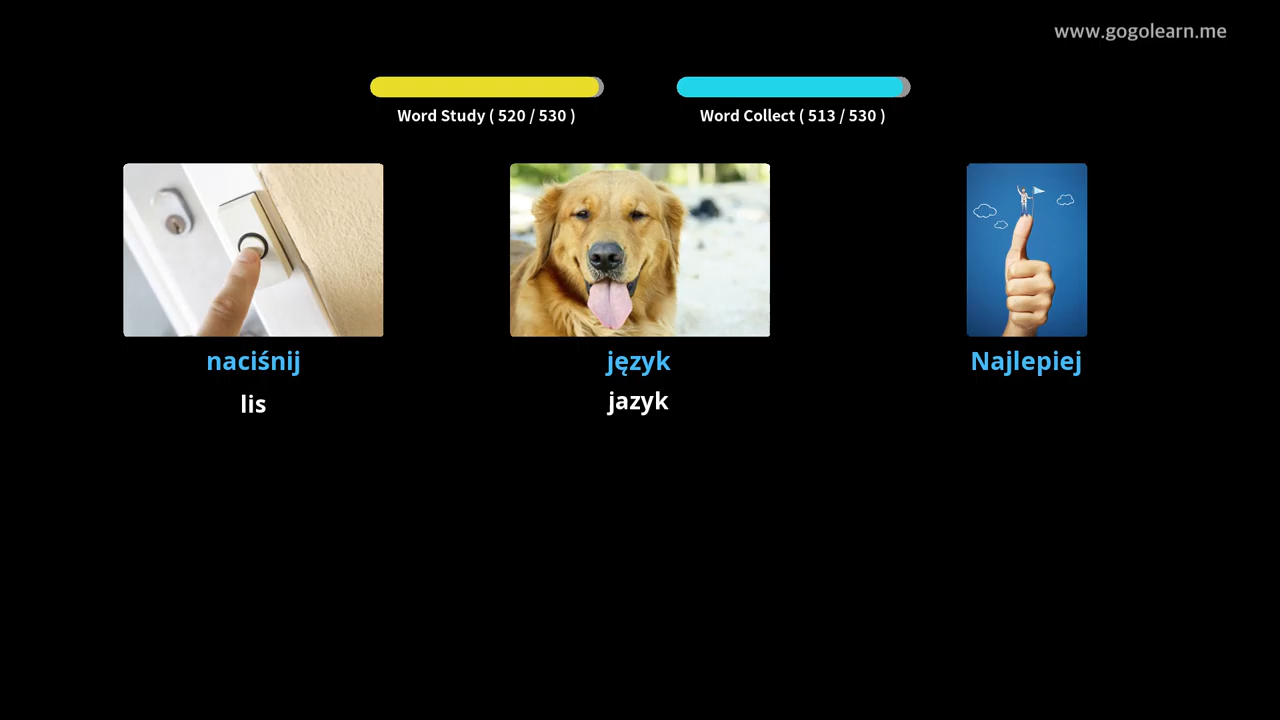 www.gogolearn.me
Word Study ( 520 / 530 )
Word Collect ( 513 / 530 )
naciśnij
język
Najlepiej
lis
jazyk